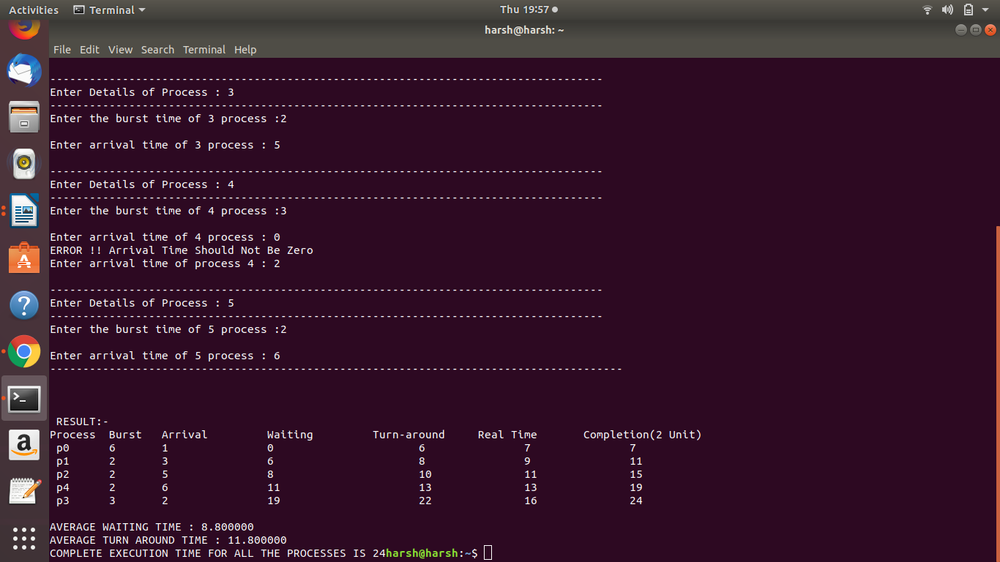 Activities Terminal Thu 19:57
harsh@harsh: ~
File Edit View Search Terminal Help
------------------------------------------------------------------------------------
Enter Details of Process : 3
------------------------------------------------------------------------------------
Enter the burst time of 3 process :2
Enter arrival time of 3 process : 5
------------------------------------------------------------------------------------
Enter Details of Process : 4
------------------------------------------------------------------------------------
Enter the burst time of 4 process :3
Enter arrival time of 4 process : 0
ERROR !! Arrival Time Should Not Be Zero
Enter arrival time of process 4 : 2
------------------------------------------------------------------------------------
Enter Details of Process : 5
------------------------------------------------------------------------------------
Enter the burst time of 5 process :2
Enter arrival time of 5 process : 6
---------------------------------------------------------------------------------------
RESULT:-
Process Burst Arrival Waiting Turn-around Real Time Completion(2 Unit)
p0 6 1 0 6 7 7
p1 2 3 6 8 9 11
p2 2 5 8 10 11 15
p4 2 6 11 13 13 19
p3 3 2 19 22 16 24
AVERAGE WAITING TIME : 8.800000
AVERAGE TURN AROUND TIME : 11.800000
COMPLETE EXECUTION TIME FOR ALL THE PROCESSES IS 24harsh@harsh:~$